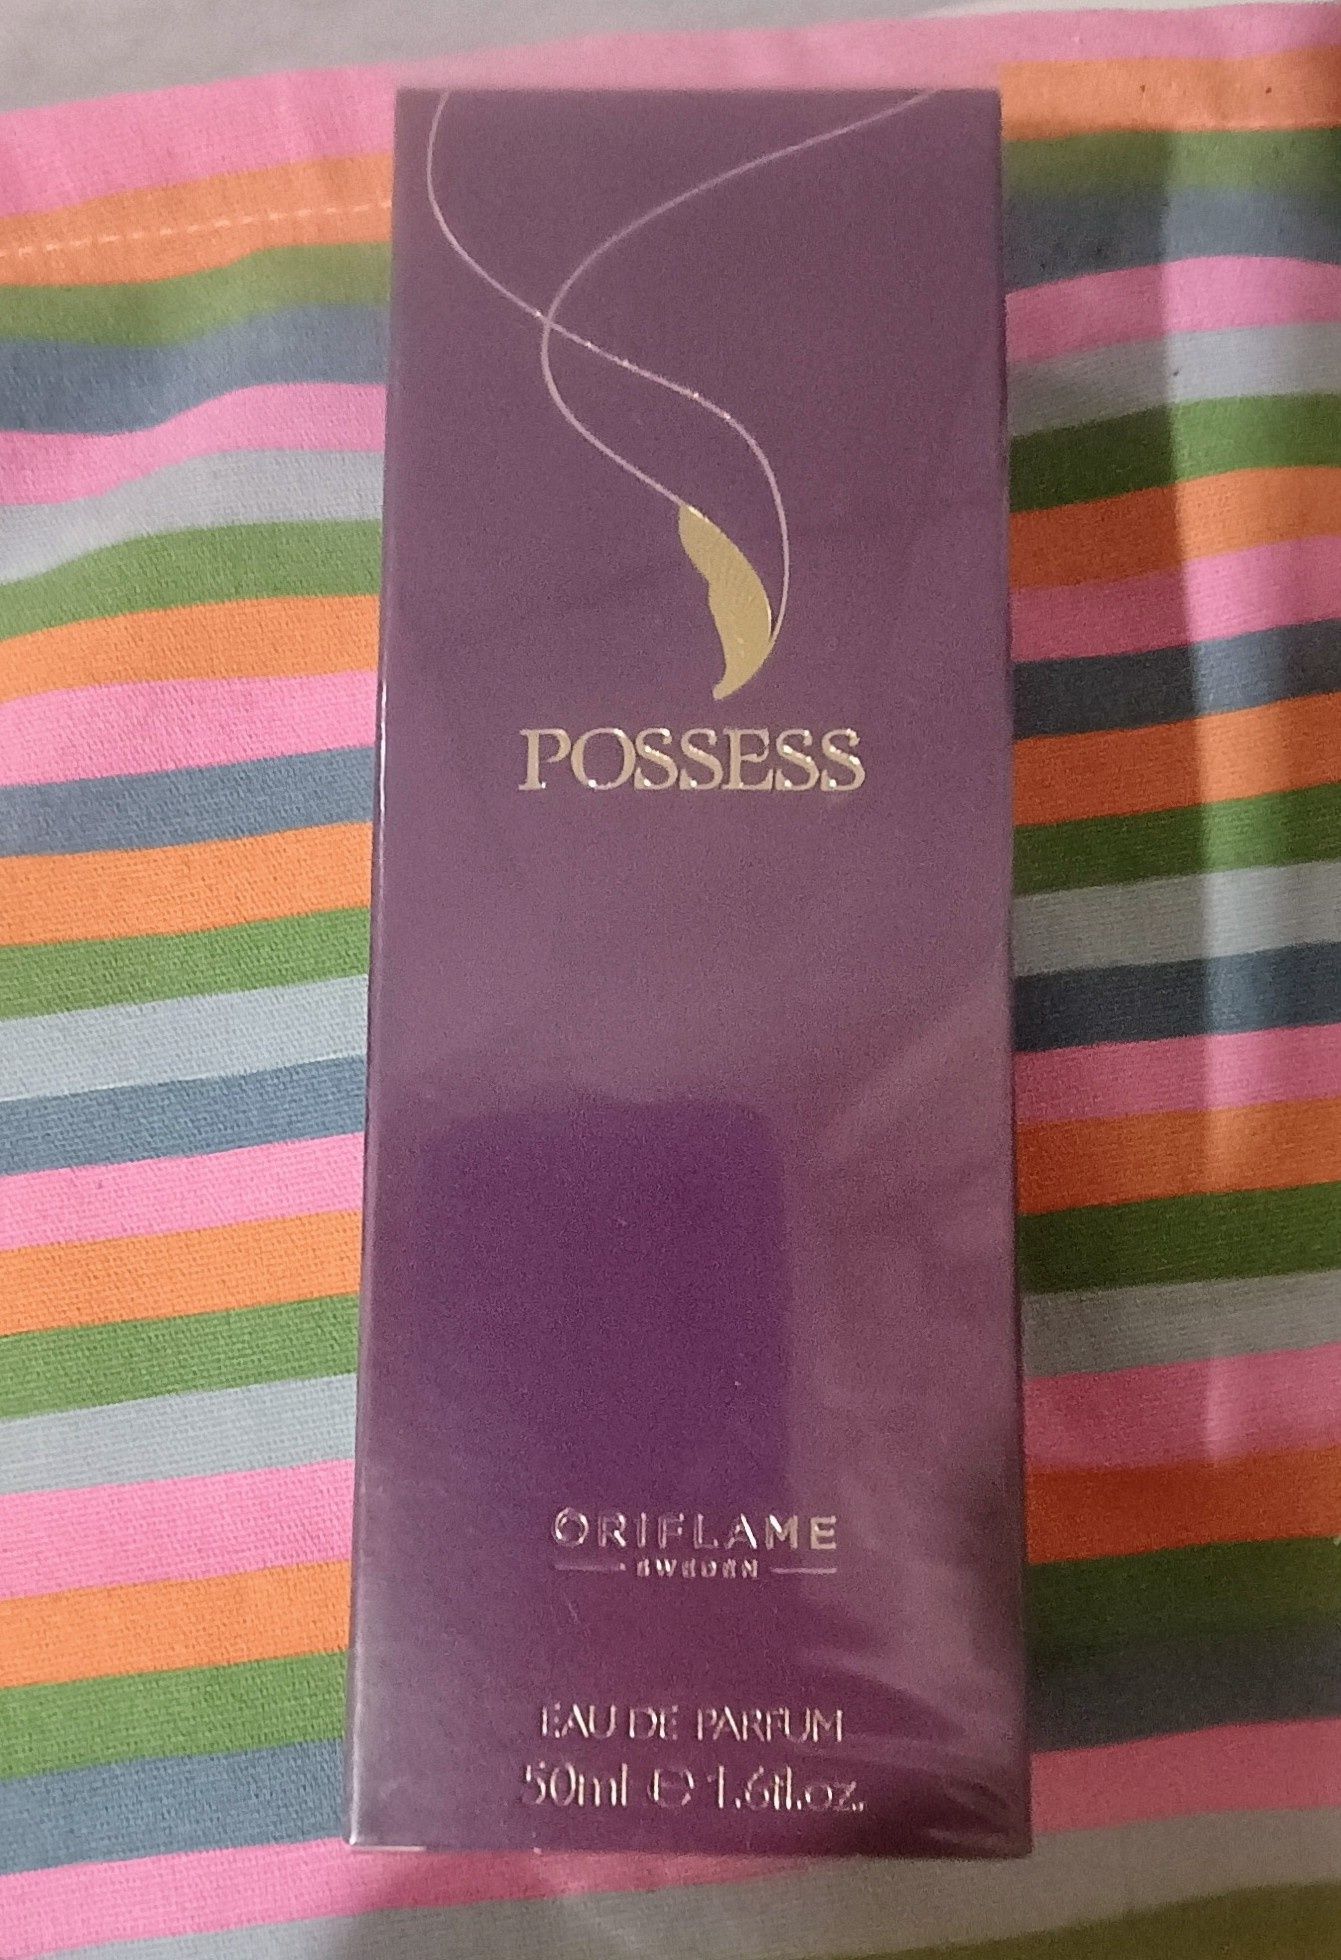 POSSESS
ORIFLAME
SWEDEN
EAU DE PARFUM
50ml ℮ 1.6fl.oz.